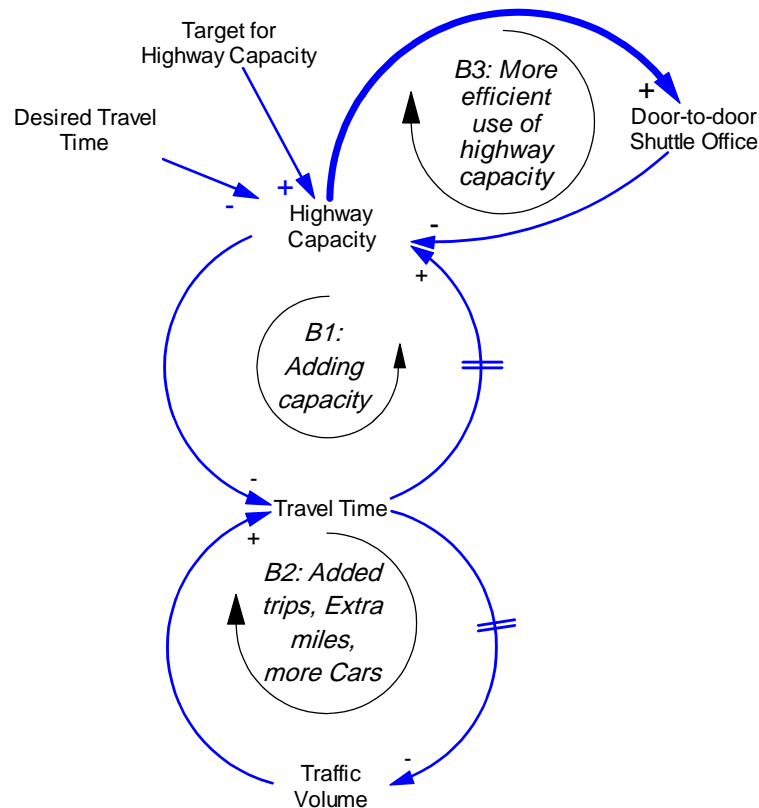 Target for
Highway Capacity
Desired Travel
Time
B3: More
efficient
use of
highway
capacity
+
Door-to-door
Shuttle Office
-
+
Highway
Capacity
-
+
B1:
Adding
capacity
-
Travel Time
+
B2: Added
trips, Extra
miles,
more Cars
-
Traffic
Volume